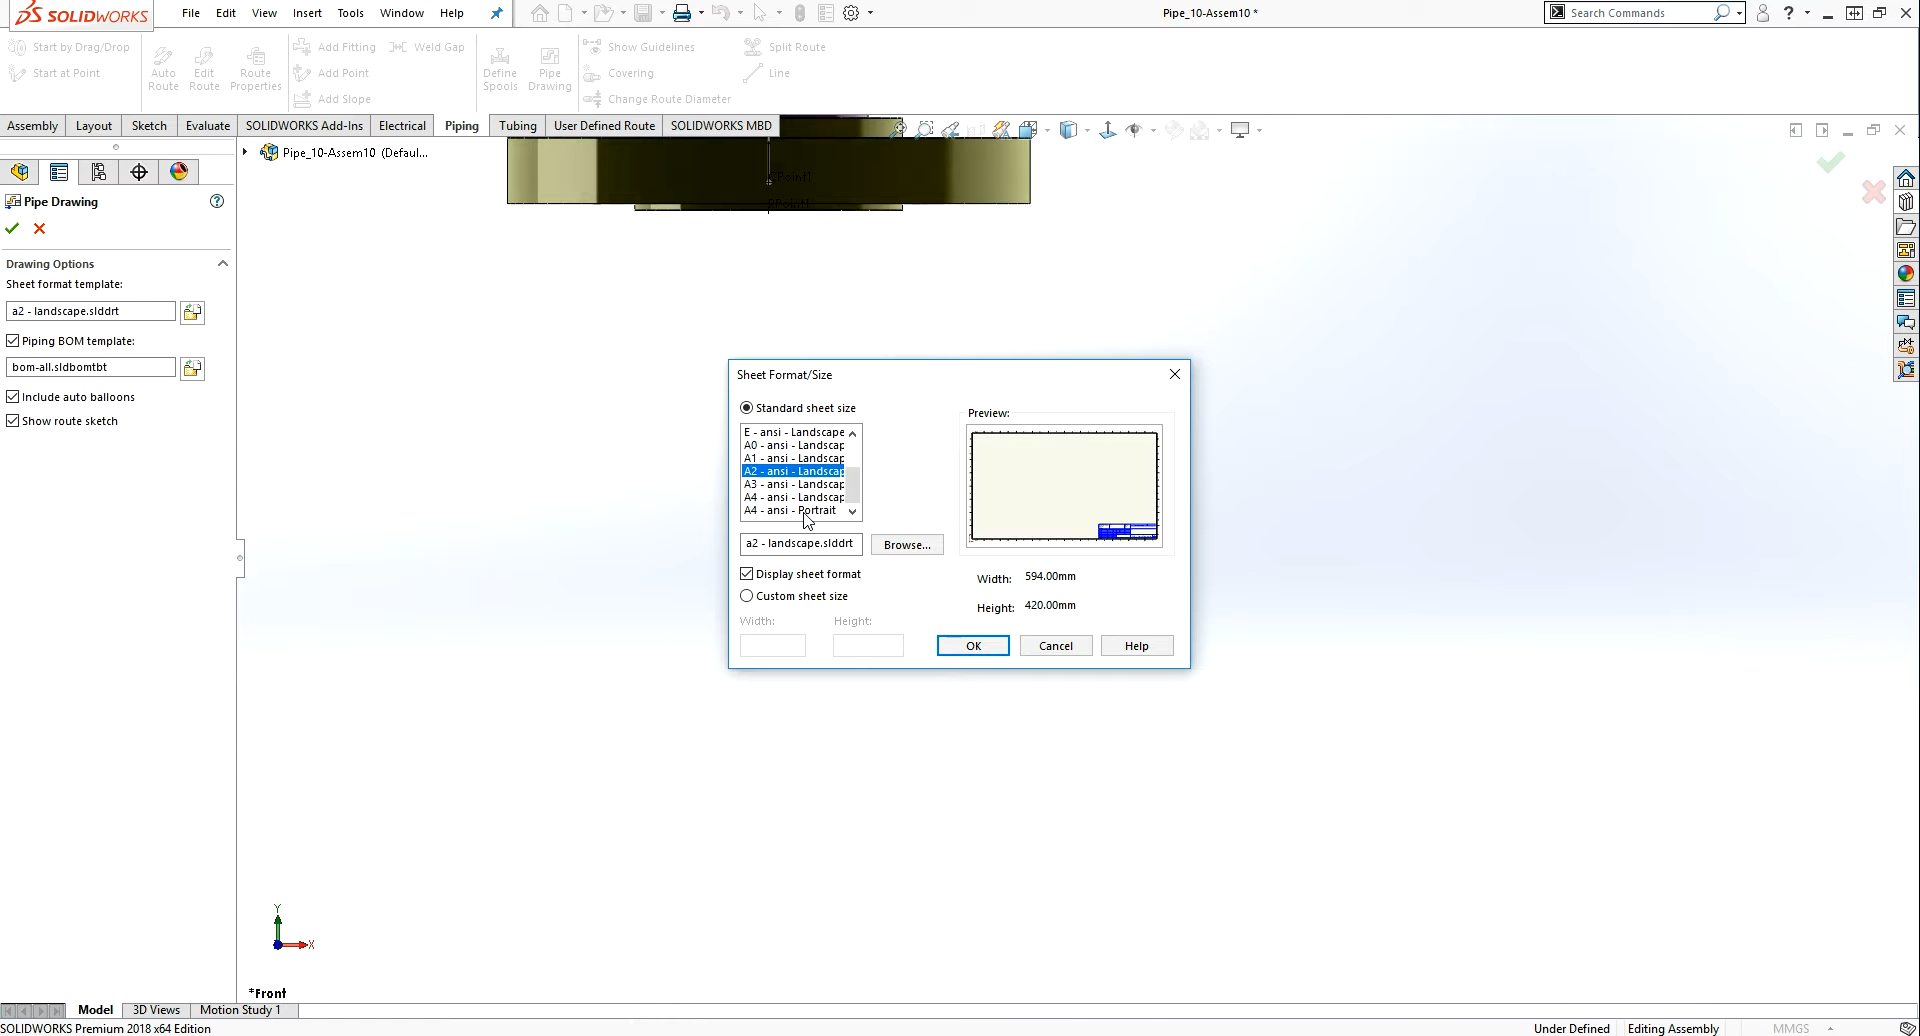 SOLIDWORKS
File Edit View Insert Tools Window Help
Pipe_10-Assem10 *
Search Commands
Start by Drag/Drop
Start at Point
Auto Route
Edit Route
Route Properties
Add Fitting
Weld Gap
Add Point
Add Slope
Define Spools
Pipe Drawing
Show Guidelines
Covering
Change Route Diameter
Split Route
Line
Assembly Layout Sketch Evaluate SOLIDWORKS Add-Ins Electrical Piping Tubing User Defined Route SOLIDWORKS MBD
Pipe_10-Assem10 (Defaul...
CPoint1
RPoint1
Pipe Drawing
Drawing Options
Sheet format template:
a2 - landscape.slddrt
Piping BOM template:
bom-all.sldbomtbt
Include auto balloons
Show route sketch
Sheet Format/Size
Standard sheet size
E - ansi - Landscape
A0 - ansi - Landscap
A1 - ansi - Landscap
A2 - ansi - Landscap
A3 - ansi - Landscap
A4 - ansi - Landscap
A4 - ansi - Portrait
a2 - landscape.slddrt
Browse...
Display sheet format
Custom sheet size
Width:
Height:
Preview:
Width: 594.00mm
Height: 420.00mm
OK Cancel Help
Y
X
*Front
Model 3D Views Motion Study 1
SOLIDWORKS Premium 2018 x64 Edition
Under Defined Editing Assembly MMGS